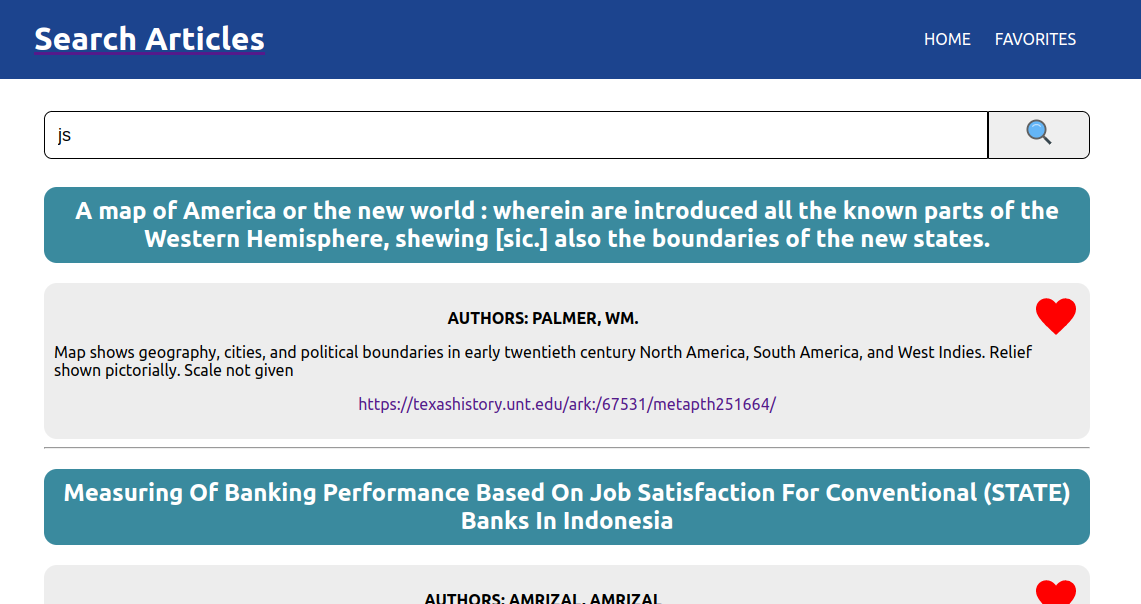 Search Articles
HOME FAVORITES
js
A map of America or the new world : wherein are introduced all the known parts of the
Western Hemisphere, shewing [sic.] also the boundaries of the new states.
AUTHORS: PALMER, WM.
Map shows geography, cities, and political boundaries in early twentieth century North America, South America, and West Indies. Relief
shown pictorially. Scale not given
https://texashistory.unt.edu/ark:/67531/metapth251664/
Measuring Of Banking Performance Based On Job Satisfaction For Conventional (STATE)
Banks In Indonesia
AUTHORS: AMRIZAL, AMRIZAL